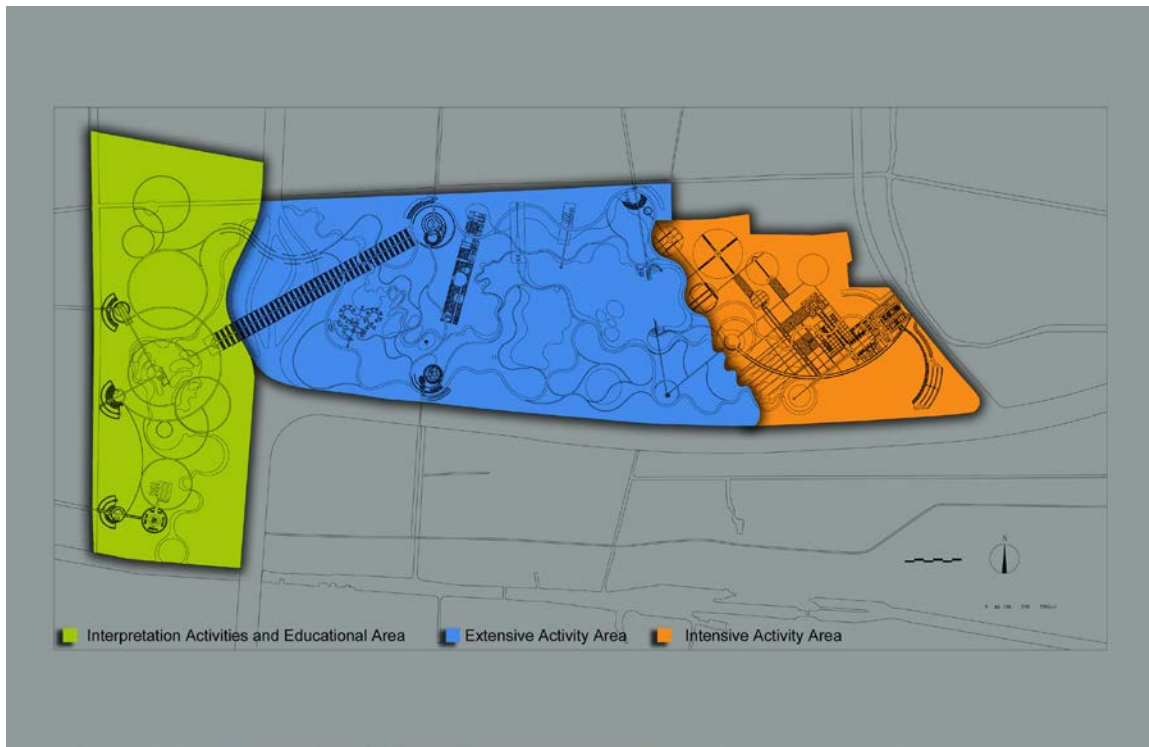 N
Interpretation Activities and Educational Area
Extensive Activity Area
Intensive Activity Area